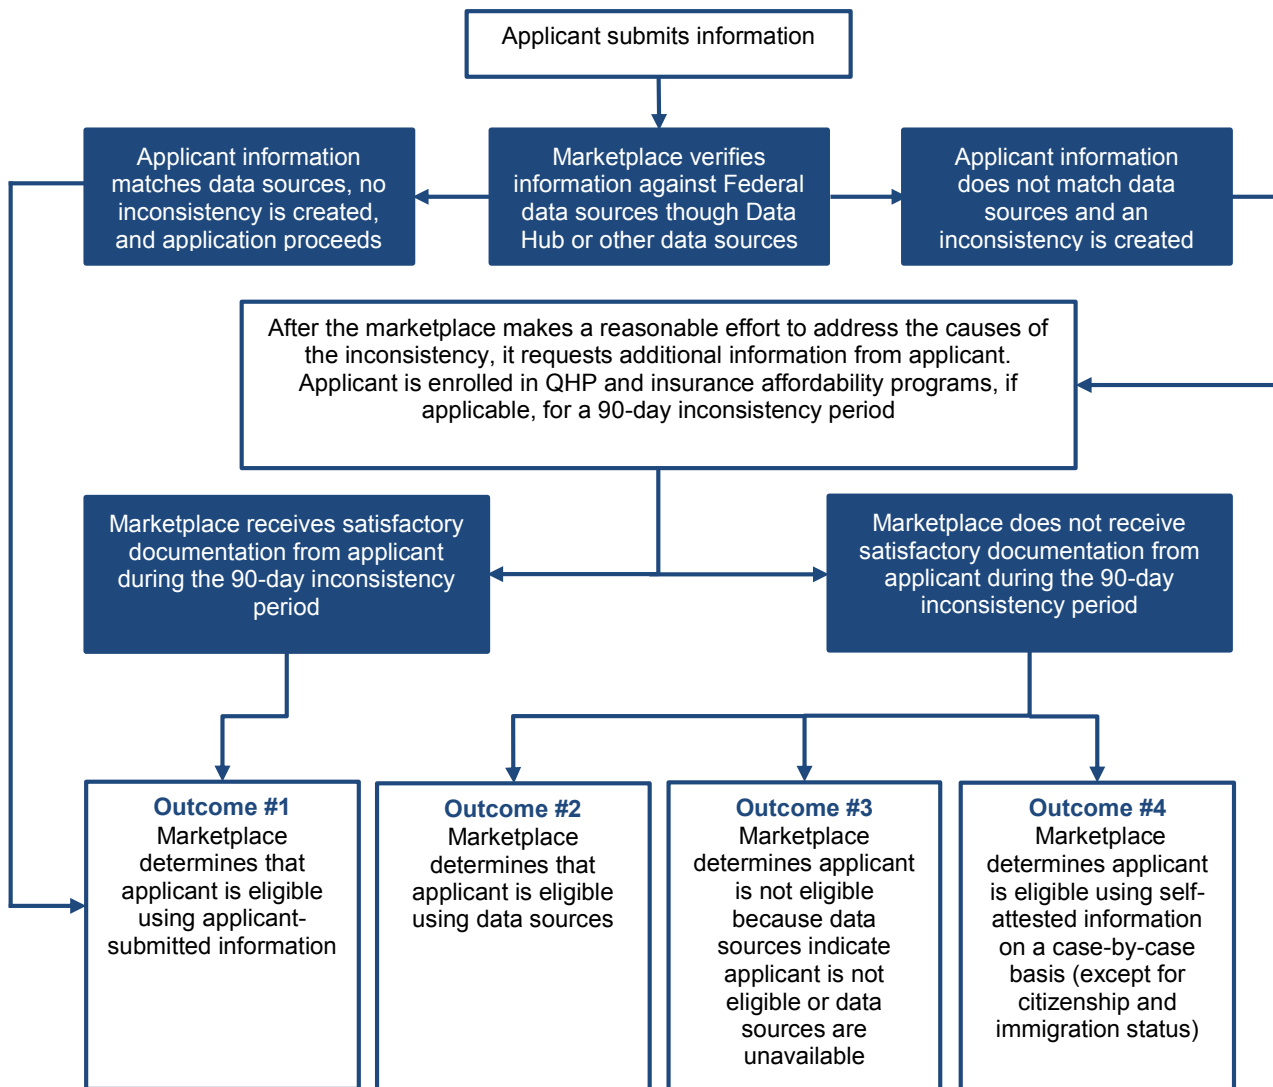 Applicant submits information
Applicant information
matches data sources, no
inconsistency is created,
and application proceeds
Marketplace verifies
information against Federal
data sources though Data
Hub or other data sources
Applicant information
does not match data
sources and an
inconsistency is created
After the marketplace makes a reasonable effort to address the causes of
the inconsistency, it requests additional information from applicant.
Applicant is enrolled in QHP and insurance affordability programs, if
applicable, for a 90-day inconsistency period
Marketplace receives satisfactory
documentation from applicant
during the 90-day inconsistency
period
Marketplace does not receive
satisfactory documentation from
applicant during the 90-day
inconsistency period
Outcome #1
Marketplace
determines that
applicant is eligible
using applicant-
submitted information
Outcome #2
Marketplace
determines that
applicant is eligible
using data sources
Outcome #3
Marketplace
determines applicant
is not eligible
because data
sources indicate
applicant is not
eligible or data
sources are
unavailable
Outcome #4
Marketplace
determines applicant
is eligible using self-
attested information
on a case-by-case
basis (except for
citizenship and
immigration status)